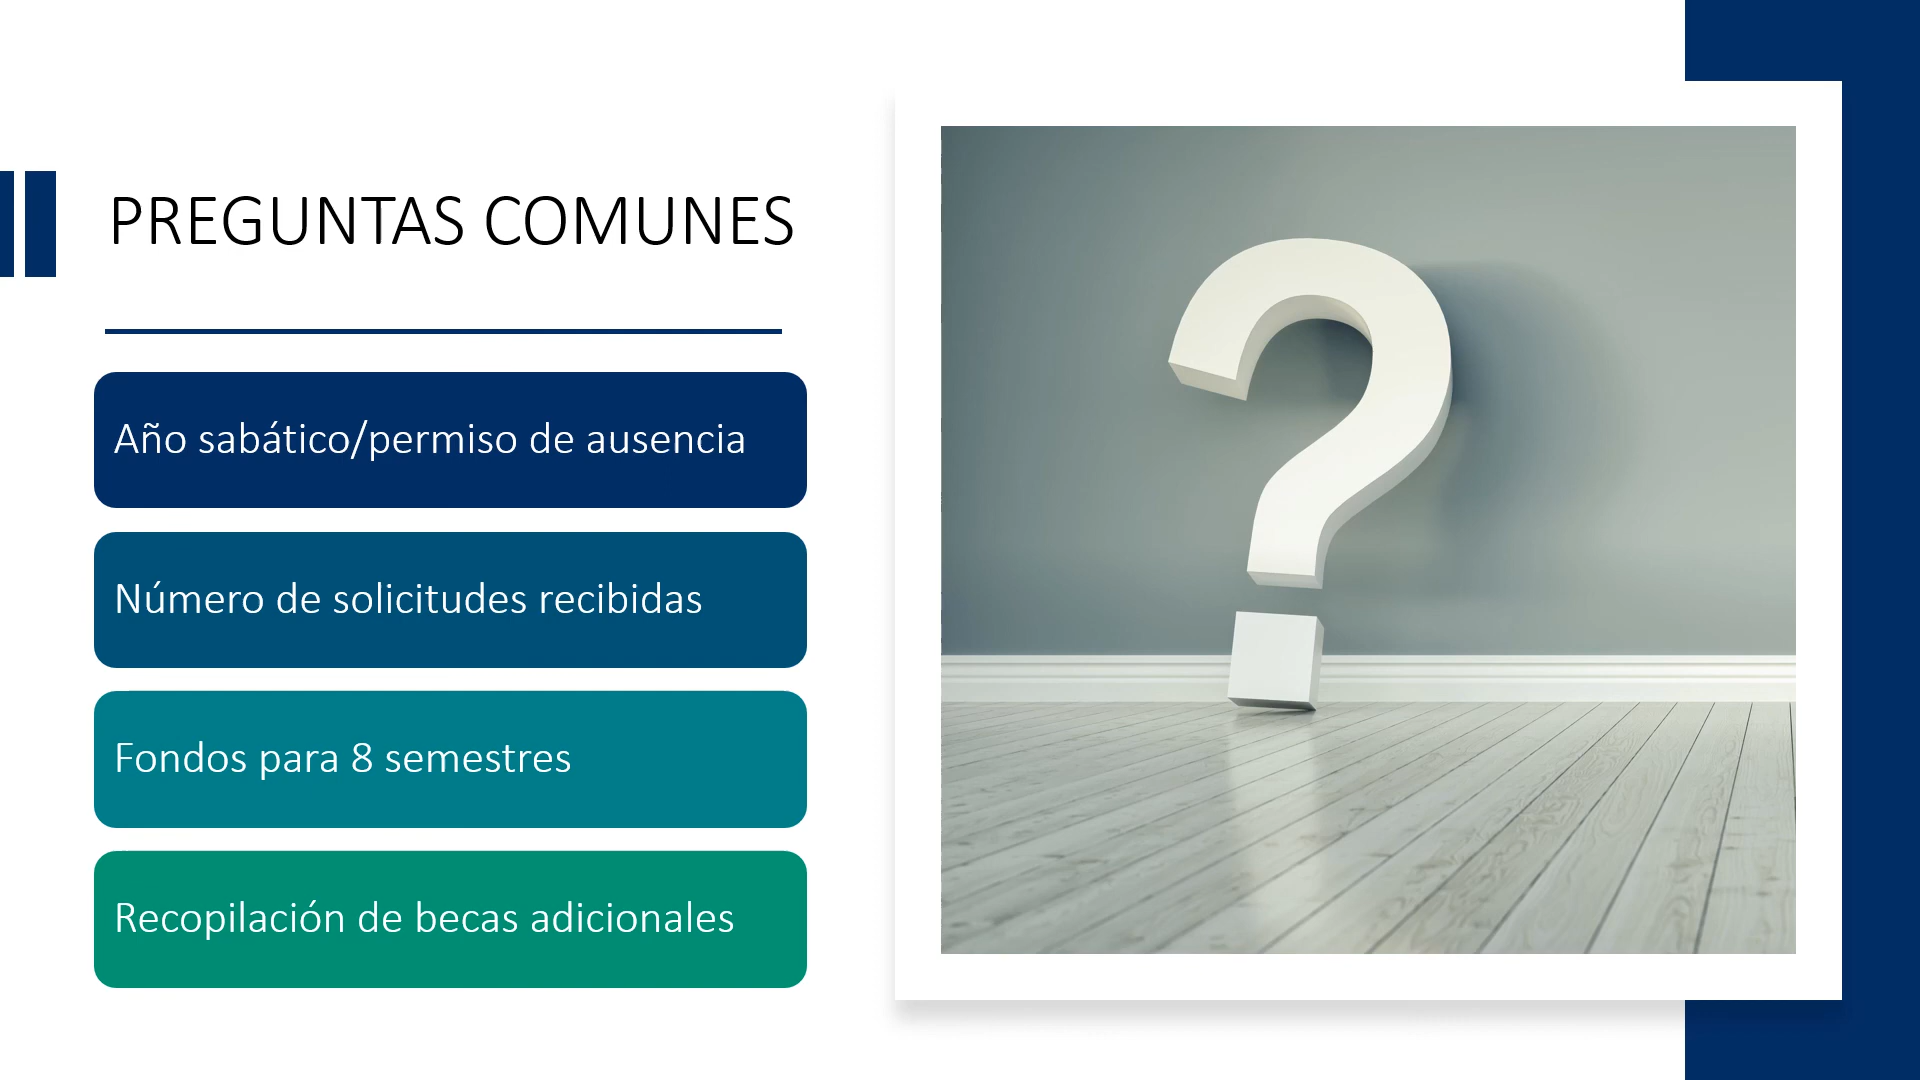 PREGUNTAS COMUNES
Año sabático/permiso de ausencia
Número de solicitudes recibidas
Fondos para 8 semestres
Recopilación de becas adicionales